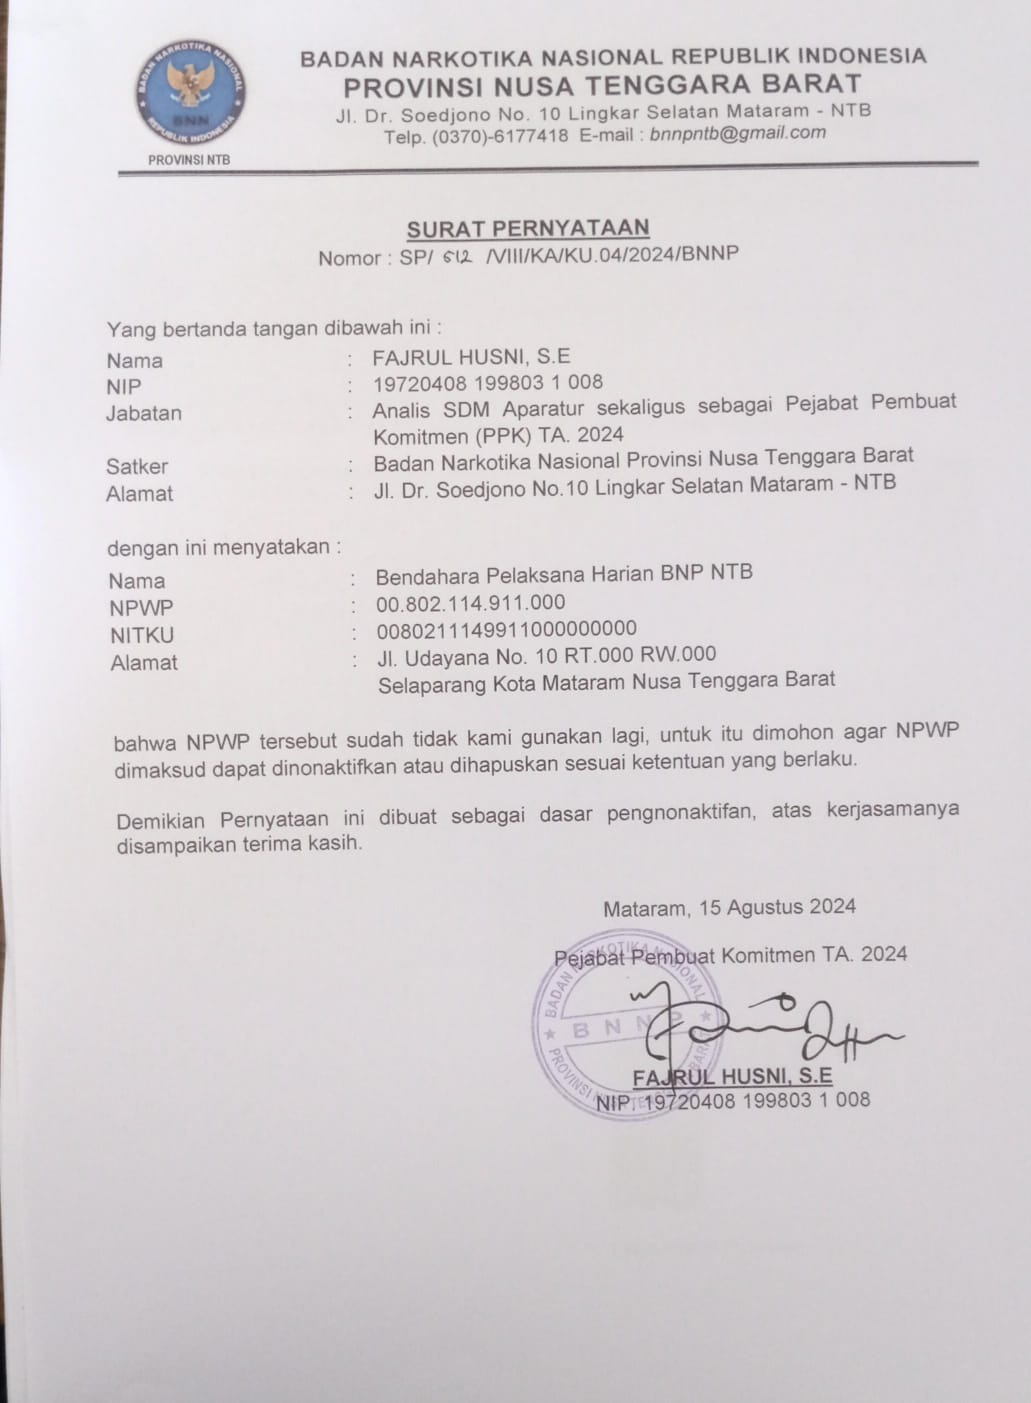 BADAN NARKOTIKA NASIONAL
BNN
REPUBLIK INDONESIA
PROVINSI NTB
BADAN NARKOTIKA NASIONAL REPUBLIK INDONESIA
PROVINSI NUSA TENGGARA BARAT
Jl. Dr. Soedjono No. 10 Lingkar Selatan Mataram - NTB
Telp. (0370)-6177418 E-mail : bnnpntb@gmail.com
SURAT PERNYATAAN
Nomor : SP/ 512 /VIII/KA/KU.04/2024/BNNP
Yang bertanda tangan dibawah ini :
Nama : FAJRUL HUSNI, S.E
NIP : 19720408 199803 1 008
Jabatan : Analis SDM Aparatur sekaligus sebagai Pejabat Pembuat
Komitmen (PPK) TA. 2024
Satker : Badan Narkotika Nasional Provinsi Nusa Tenggara Barat
Alamat : Jl. Dr. Soedjono No.10 Lingkar Selatan Mataram - NTB
dengan ini menyatakan :
Nama : Bendahara Pelaksana Harian BNP NTB
NPWP : 00.802.114.911.000
NITKU : 0080211149911000000000
Alamat : Jl. Udayana No. 10 RT.000 RW.000
Selaparang Kota Mataram Nusa Tenggara Barat
bahwa NPWP tersebut sudah tidak kami gunakan lagi, untuk itu dimohon agar NPWP
dimaksud dapat dinonaktifkan atau dihapuskan sesuai ketentuan yang berlaku.
Demikian Pernyataan ini dibuat sebagai dasar pengnonaktifan, atas kerjasamanya
disampaikan terima kasih.
Mataram, 15 Agustus 2024
Pejabat Pembuat Komitmen TA. 2024
BADAN NARKOTIKA NASIONAL
BNNP
PROVINSI BARAT
FAJRUL HUSNI, S.E
NIP. 19720408 199803 1 008